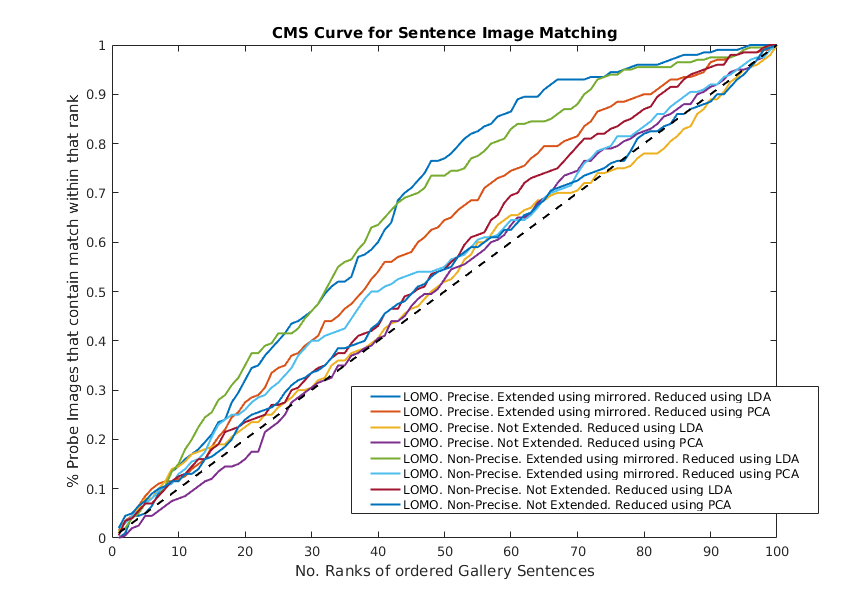 CMS Curve for Sentence Image Matching
% Probe Images that contain match within that rank
1
0.9
0.8
0.7
0.6
0.5
0.4
0.3
0.2
0.1
0
LOMO. Precise. Extended using mirrored. Reduced using LDA
LOMO. Precise. Extended using mirrored. Reduced using PCA
LOMO. Precise. Not Extended. Reduced using LDA
LOMO. Precise. Not Extended. Reduced using PCA
LOMO. Non-Precise. Extended using mirrored. Reduced using LDA
LOMO. Non-Precise. Extended using mirrored. Reduced using PCA
LOMO. Non-Precise. Not Extended. Reduced using LDA
LOMO. Non-Precise. Not Extended. Reduced using PCA
0 10 20 30 40 50 60 70 80 90 100
No. Ranks of ordered Gallery Sentences